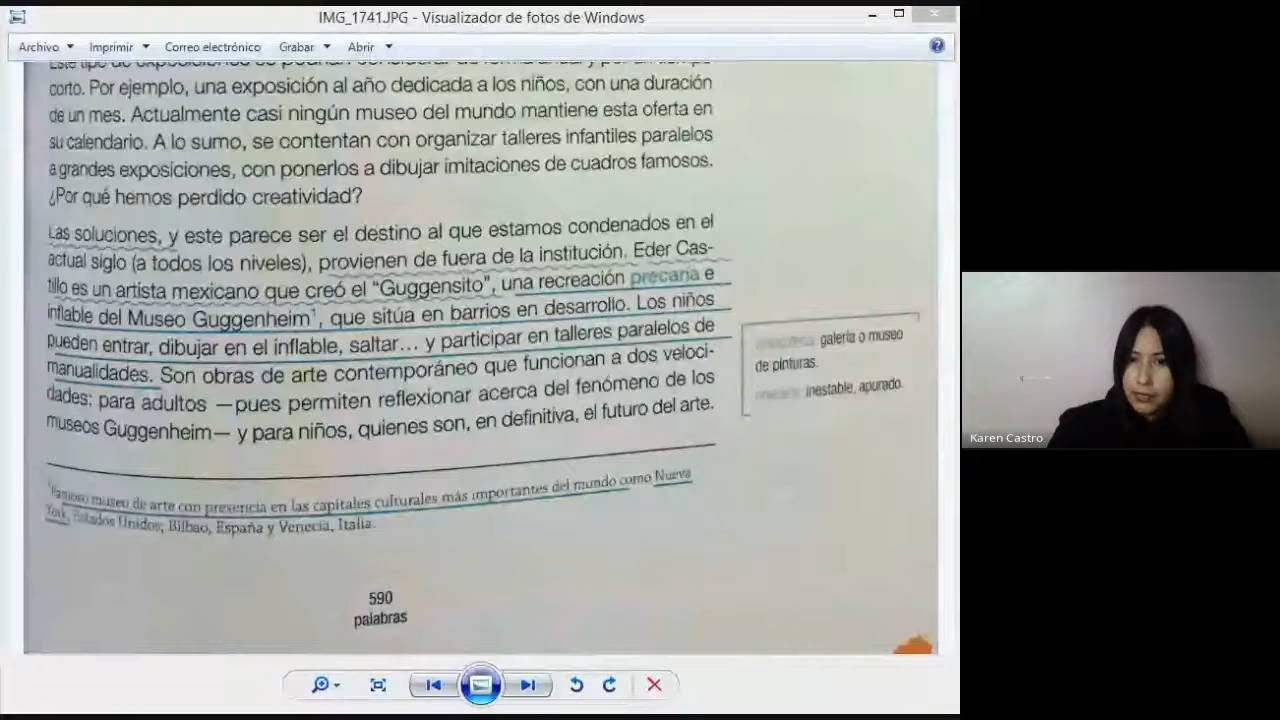 IMG_1741.JPG - Visualizador de fotos de Windows
Archivo Imprimir Correo electrónico Grabar Abrir
corto. Por ejemplo, una exposición al año dedicada a los niños, con una duración
de un mes. Actualmente casi ningún museo del mundo mantiene esta oferta en
su calendario. A lo sumo, se contentan con organizar talleres infantiles paralelos
a grandes exposiciones, con ponerlos a dibujar imitaciones de cuadros famosos.
¿Por qué hemos perdido creatividad?
Las soluciones, y este parece ser el destino al que estamos condenados en el
actual siglo (a todos los niveles), provienen de fuera de la institución. Eder Cas-
tillo es un artista mexicano que creó el "Guggensito", una recreación precaria e
inflable del Museo Guggenheim¹, que sitúa en barrios en desarrollo. Los niños
pueden entrar, dibujar en el inflable, saltar... y participar en talleres paralelos de
manualidades. Son obras de arte contemporáneo que funcionan a dos veloci-
dades: para adultos —pues permiten reflexionar acerca del fenómeno de los
museos Guggenheim— y para niños, quienes son, en definitiva, el futuro del arte.
galería o museo
de pinturas.
inestable, apurado.
¹Famoso museo de arte con presencia en las capitales culturales más importantes del mundo como Nueva
York, Estados Unidos; Bilbao, España y Venecia, Italia.
590
palabras
Karen Castro